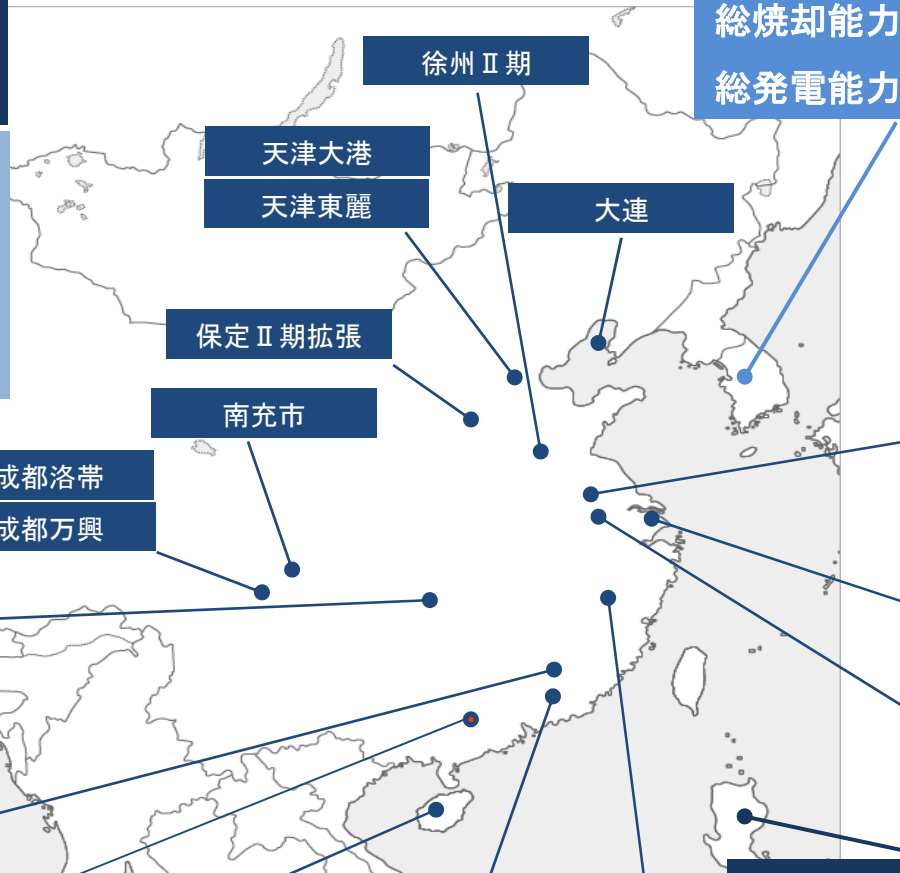 総焼却能力
総発電能力
徐州Ⅱ期
天津大港
天津東麗
大連
保定Ⅱ期拡張
南充市
成都洛帯
成都万興